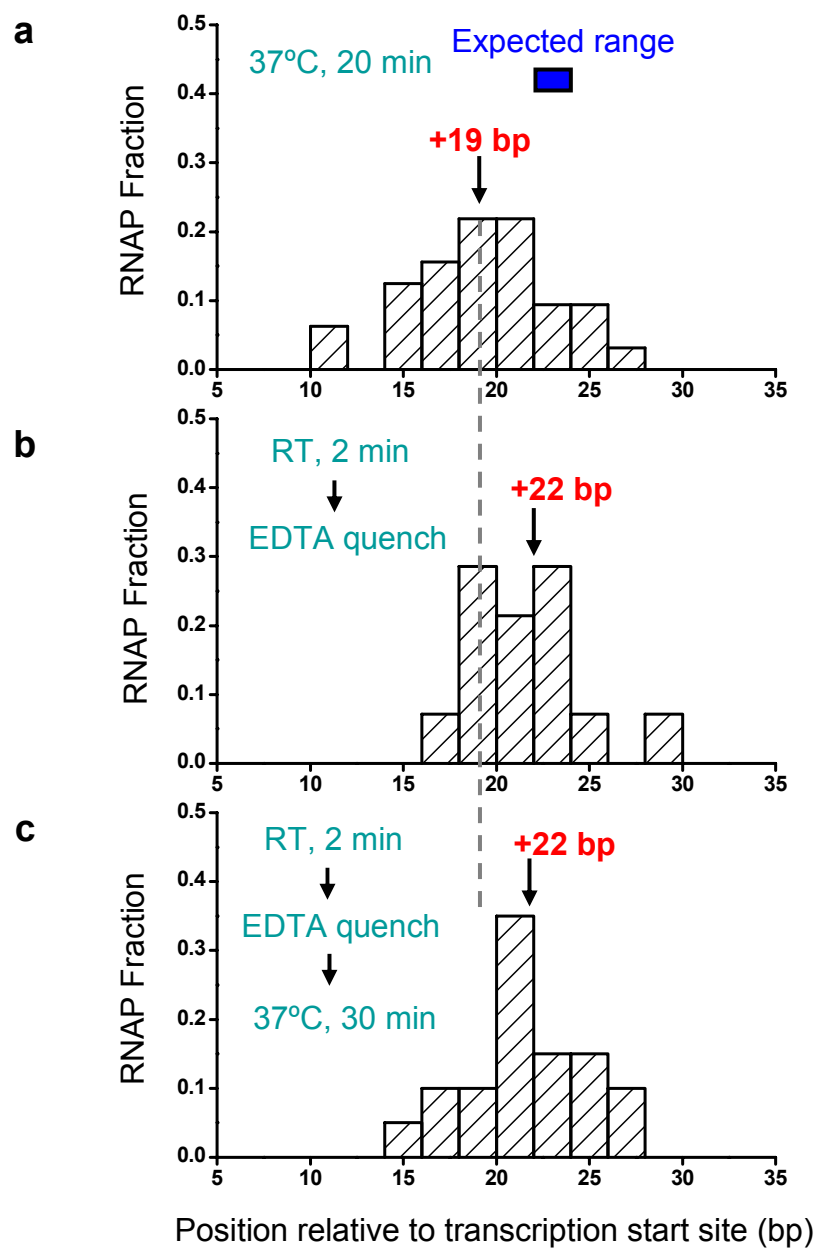 a
0.5
0.4
0.3
0.2
0.1
0.0
RNAP Fraction
37ºC, 20 min
Expected range
+19 bp
5 10 15 20 25 30 35
b
0.5
0.4
0.3
0.2
0.1
0.0
RNAP Fraction
RT, 2 min
EDTA quench
+22 bp
5 10 15 20 25 30 35
c
0.5
0.4
0.3
0.2
0.1
0.0
RNAP Fraction
RT, 2 min
EDTA quench
37ºC, 30 min
+22 bp
5 10 15 20 25 30 35
Position relative to transcription start site (bp)